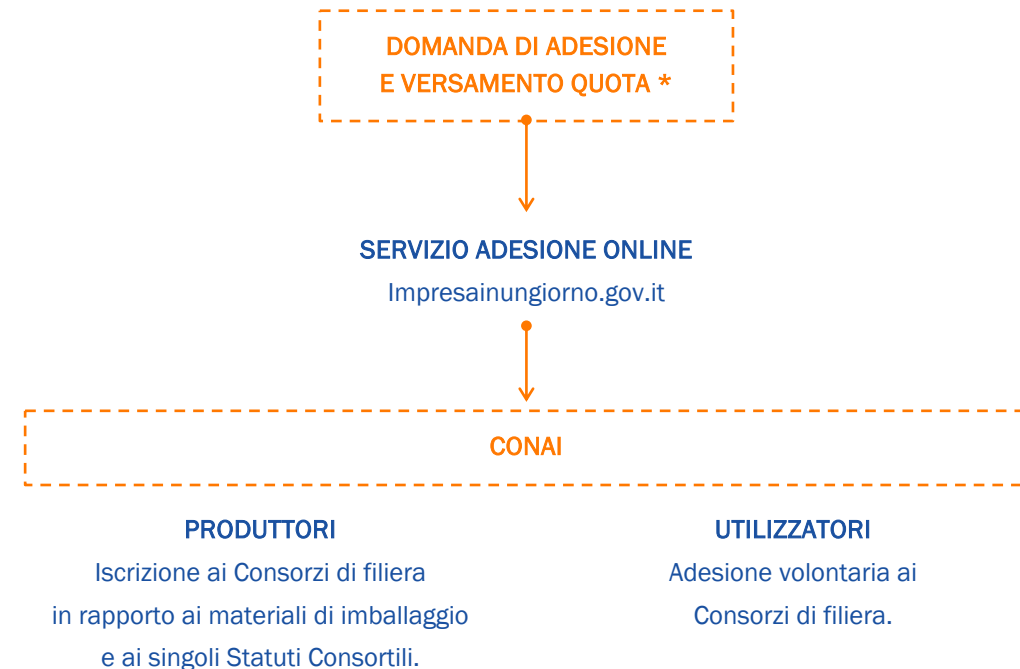 DOMANDA DI ADESIONE
E VERSAMENTO QUOTA *
SERVIZIO ADESIONE ONLINE
Impresainungiorno.gov.it
CONAI
PRODUTTORI
Iscrizione ai Consorzi di filiera
in rapporto ai materiali di imballaggio
e ai singoli Statuti Consortili.
UTILIZZATORI
Adesione volontaria ai
Consorzi di filiera.